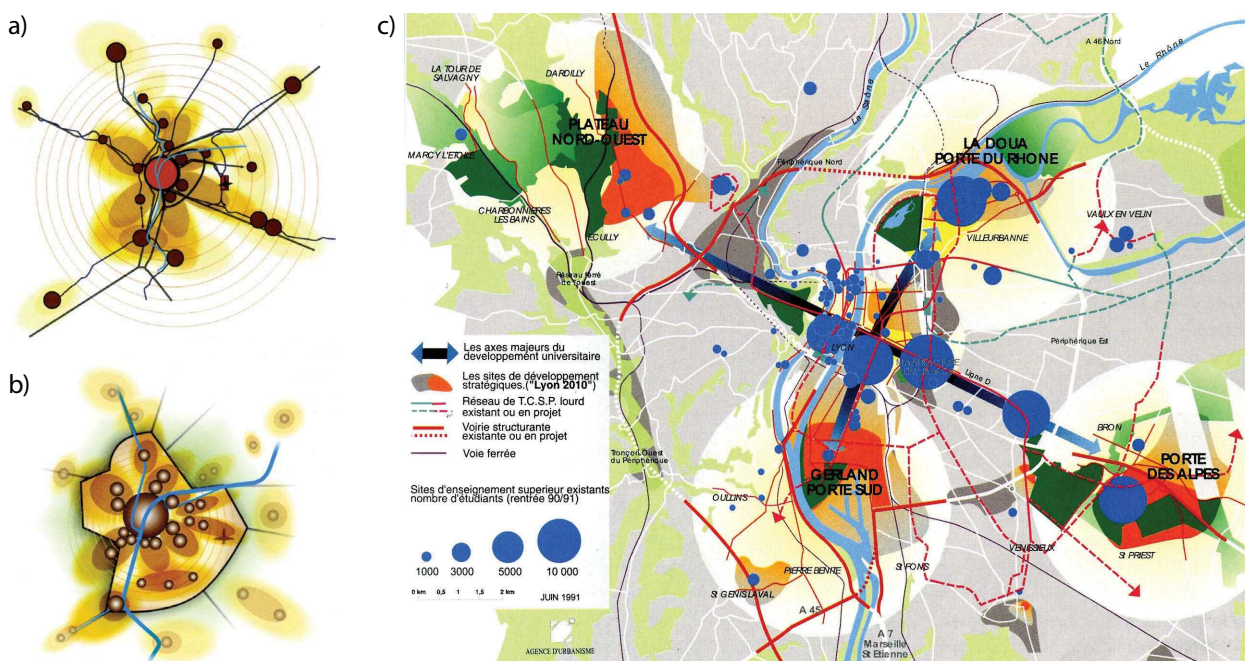 a)
b)
c)
A 46 Nord
Le Rhône
La Saône
LA TOUR DE
SALVAGNY
DARDILLY
PLATEAU
NORD-OUEST
MARCY L'ETOILE
Périphérique Nord
LA DOUA
PORTE DU RHONE
CHARBONNIERES
LES BAINS
ECULLY
VILLEURBANNE
VAULX EN VELIN
Réseau ferré
de l'ouest
Périphérique Est
LYON
Ligne D
BRON
PORTE
DES ALPES
GERLAND
PORTE SUD
Tronçon Ouest
du Périphérique
OULLINS
VENISSIEUX
St PRIEST
PIERRE BENITE
St FONS
St GENIS LAVAL
A 45
A 7
Marseille
St Etienne
Les axes majeurs du
developpement universitaire
Les sites de développement
stratégiques.("Lyon 2010")
Réseau de T.C.S.P. lourd
existant ou en projet
Voirie structurante
existante ou en projet
Voie ferrée
Sites d'enseignement superieur existants
nombre d'étudiants (rentrée 90/91)
1000 3000 5000 10 000
0 km 0,5 1 1,5 2 km
JUIN 1991
AGENCE D'URBANISME